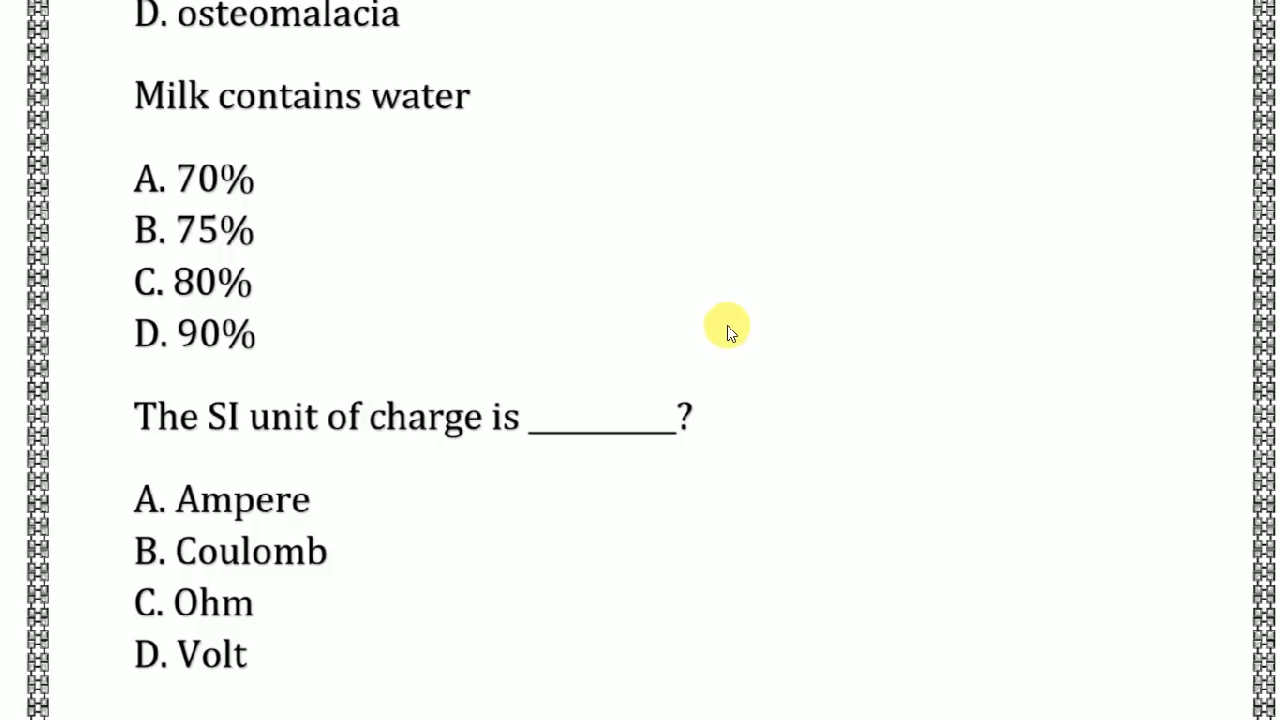 D. osteomalacia
Milk contains water
A. 70%
B. 75%
C. 80%
D. 90%
The SI unit of charge is ________?
A. Ampere
B. Coulomb
C. Ohm
D. Volt